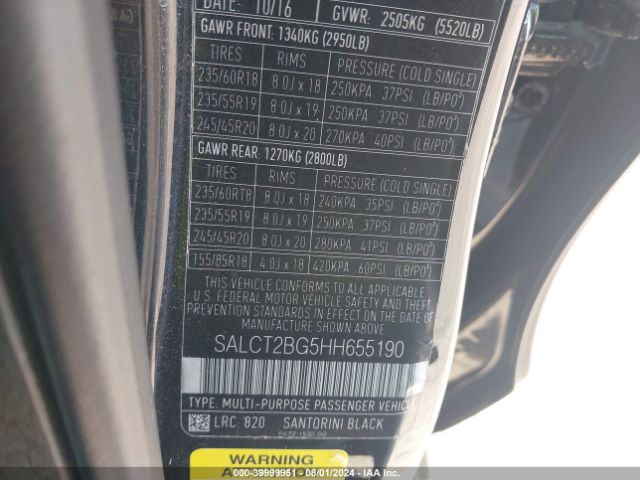 DATE: 10/16 GVWR: 2505KG (5520LB)
GAWR FRONT: 1340KG (2950LB)
TIRES RIMS PRESSURE (COLD SINGLE)
235/60R18 8.0J x 18 250KPA 37PSI (LB/PO²)
235/55R19 8.0J x 19 250KPA 37PSI (LB/PO²)
245/45R20 8.0J x 20 270KPA 40PSI (LB/PO²)
GAWR REAR: 1270KG (2800LB)
TIRES RIMS PRESSURE (COLD SINGLE)
235/60R18 8.0J x 18 240KPA 35PSI (LB/PO²)
235/55R19 8.0J x 19 250KPA 37PSI (LB/PO²)
245/45R20 8.0J x 20 280KPA 41PSI (LB/PO²)
155/85R18 4.0J x 18 420KPA 60PSI (LB/PO²)
THIS VEHICLE CONFORMS TO ALL APPLICABLE
U.S. FEDERAL MOTOR VEHICLE SAFETY AND THEFT
PREVENTION STANDARDS IN EFFECT ON THE DATE OF
MANUFACTURE SHOWN ABOVE
SALCT2BG5HH655190
TYPE: MULTI-PURPOSE PASSENGER VEHICLE
LRC: 820 SANTORINI BLACK
WARNING
000-39999951 - 08/01/2024 - IAA Inc.